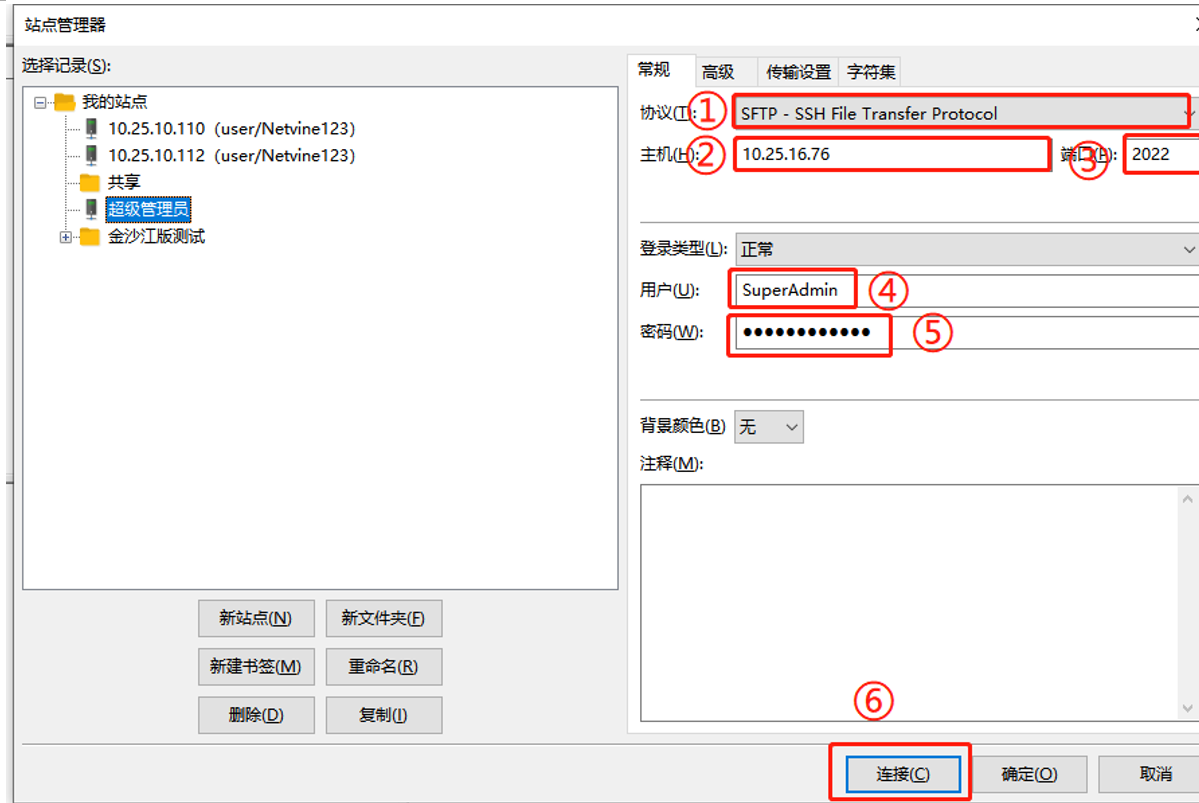 站点管理器
选择记录(S):
我的站点
10.25.10.110 (user/Netvine123)
10.25.10.112 (user/Netvine123)
共享
超级管理员
金沙江版测试
新站点(N) 新文件夹(F)
新建书签(M) 重命名(R)
删除(D) 复制(I)
常规 高级 传输设置 字符集
协议(T): ① SFTP - SSH File Transfer Protocol
主机(H): ② 10.25.16.76 端口(P): ③ 2022
登录类型(L): 正常
用户(U): SuperAdmin ④
密码(W): ●●●●●●●●●●●● ⑤
背景颜色(B) 无
注释(M):
⑥
连接(C) 确定(O) 取消